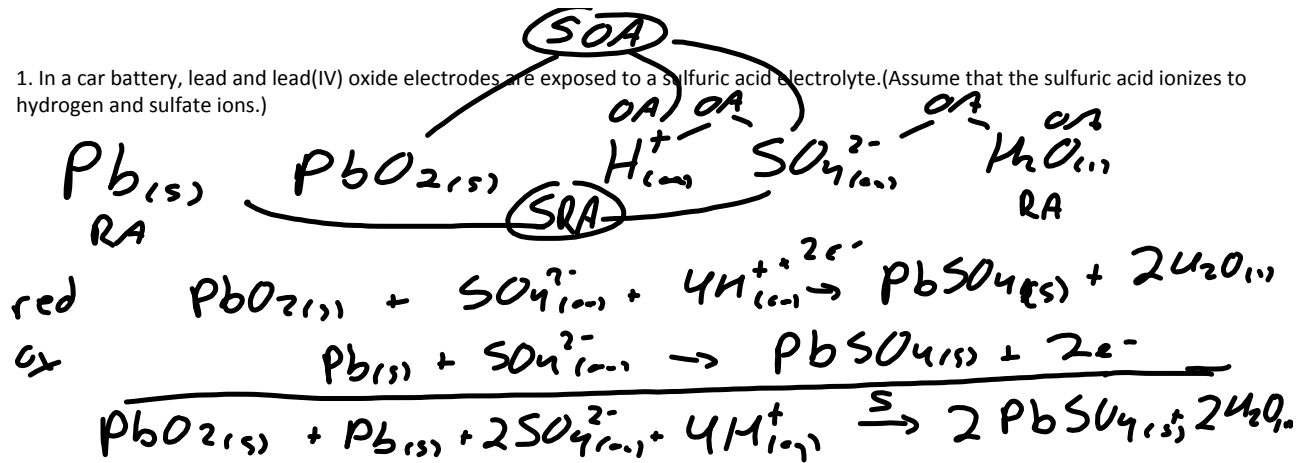 SOA
1. In a car battery, lead and lead(IV) oxide electrodes are exposed to a sulfuric acid electrolyte.(Assume that the sulfuric acid ionizes to
hydrogen and sulfate ions.)
OA OA OA OA
Pb(s) PbO2(s) H+(aq) SO4 2-(aq) H2O(l)
RA SRA RA
red PbO2(s) + SO4 2-(aq) + 4H+(aq) + 2e- → PbSO4(s) + 2H2O(l)
ox Pb(s) + SO4 2-(aq) → PbSO4(s) + 2e-
PbO2(s) + Pb(s) + 2SO4 2-(aq) + 4H+(aq) S→ 2PbSO4(s) + 2H2O(l)